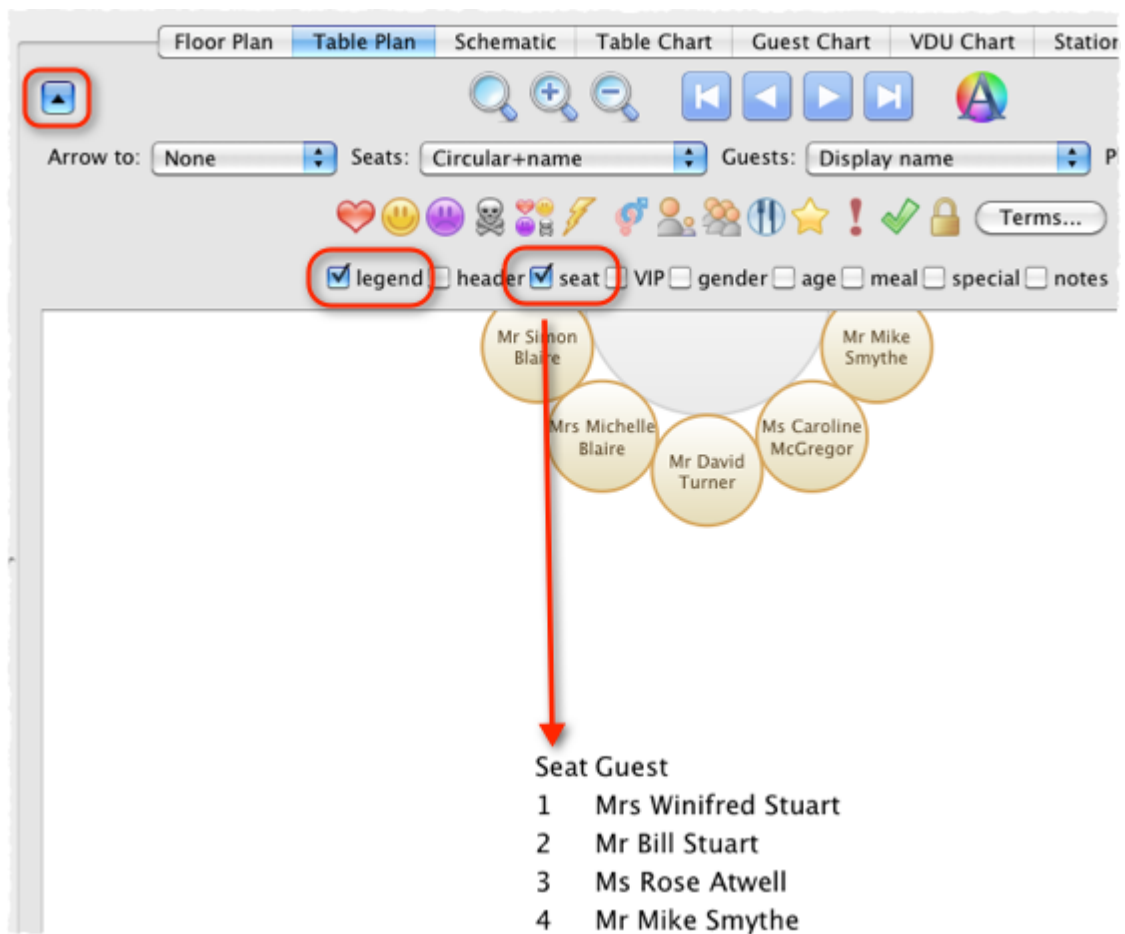 Floor Plan Table Plan Schematic Table Chart Guest Chart VDU Chart Station
Arrow to: None Seats: Circular+name Guests: Display name P
Terms...
legend header seat VIP gender age meal special notes
Mr Simon
Blaire
Mr Mike
Smythe
Mrs Michelle
Blaire
Ms Caroline
McGregor
Mr David
Turner
Seat Guest
1 Mrs Winifred Stuart
2 Mr Bill Stuart
3 Ms Rose Atwell
4 Mr Mike Smythe